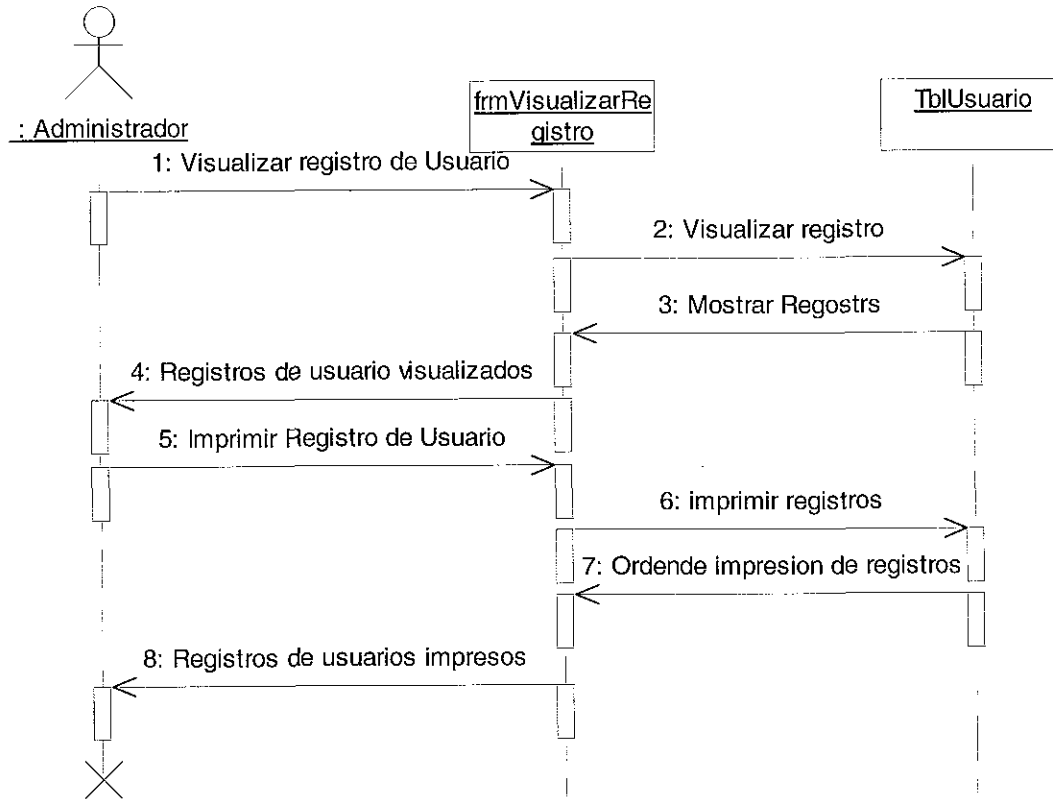 : Administrador
frmVisualizarRe
gistro
TblUsuario
1: Visualizar registro de Usuario
2: Visualizar registro
3: Mostrar Regostrs
4: Registros de usuario visualizados
5: Imprimir Registro de Usuario
6: imprimir registros
7: Ordende impresion de registros
8: Registros de usuarios impresos